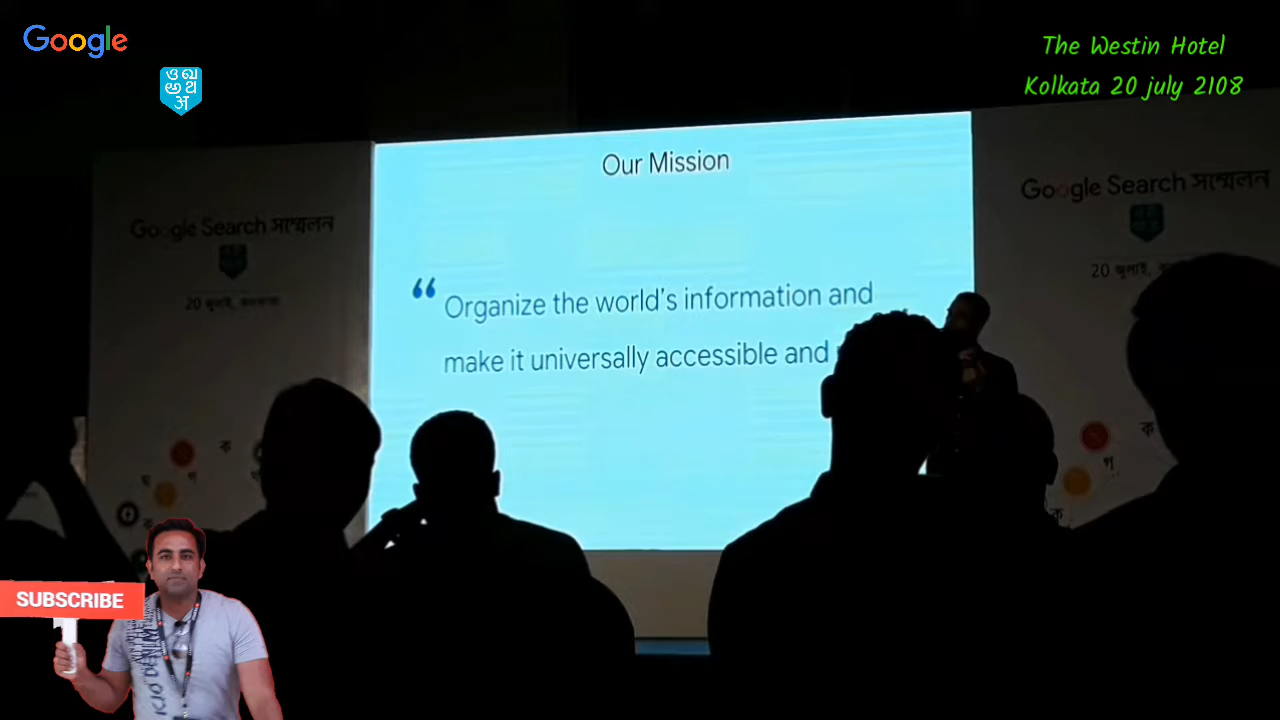 Google
The Westin Hotel
Kolkata 20 july 2108
ও খ
அ थ
अ
Our Mission
“ Organize the world's information and
make it universally accessible and
Google Search সম্মেলন
20 জুলাই, কলকাতা
Google Search সম্মেলন
20 জুলাই,
ক
ক
গ
ক
SUBSCRIBE
DENIM